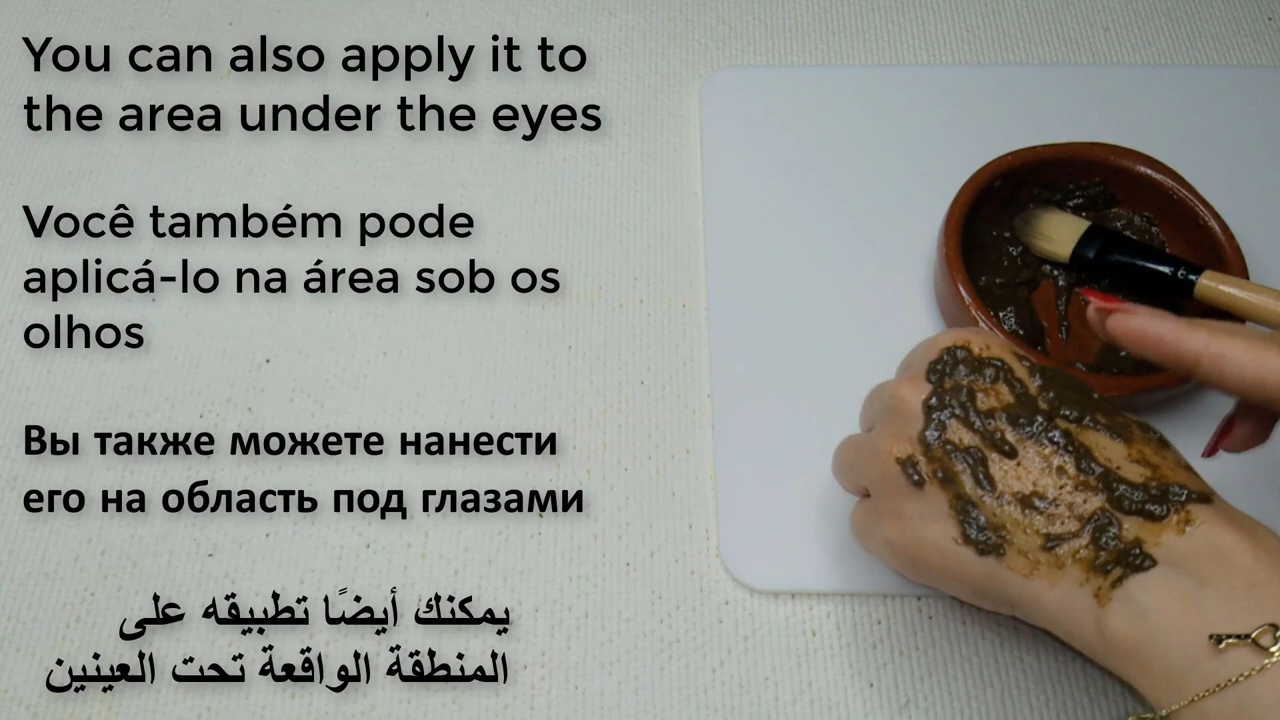 You can also apply it to
the area under the eyes
Você também pode
aplicá-lo na área sob os
olhos
Вы также можете нанести
его на область под глазами
يمكنك أيضًا تطبيقه على
المنطقة الواقعة تحت العينين